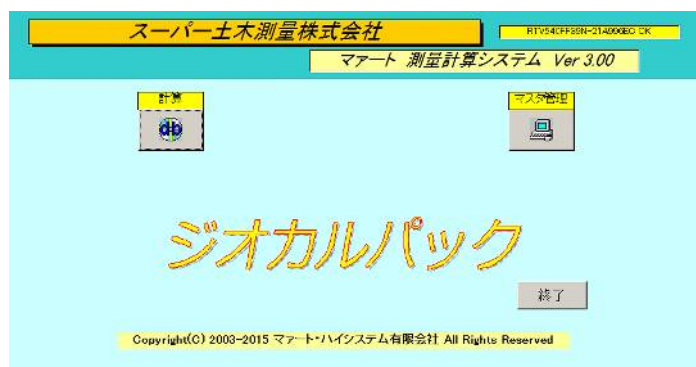 スーパー土木測量株式会社
マァート 測量計算システム Ver 3.00
計算
マスタ管理
ジオカルパック
終了
Copyright(C) 2003-2015 マァート・ハイシステム有限会社 All Rights Reserved